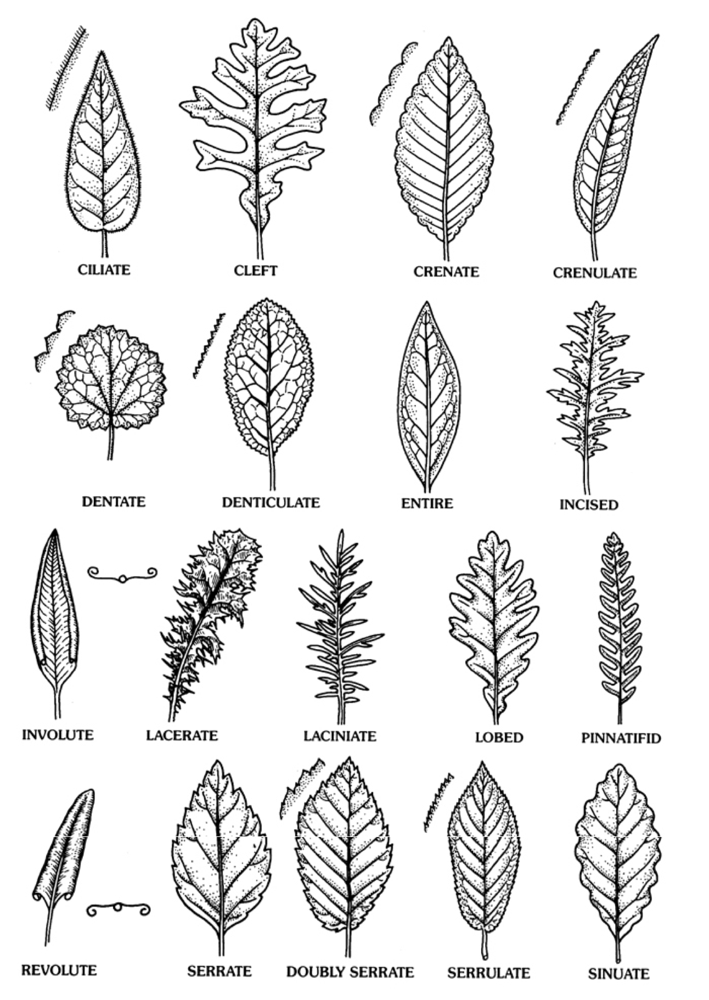 CILIATE
CLEFT
CRENATE
CRENULATE
DENTATE
DENTICULATE
ENTIRE
INCISED
INVOLUTE
LACERATE
LACINIATE
LOBED
PINNATIFID
REVOLUTE
SERRATE
DOUBLY SERRATE
SERRULATE
SINUATE